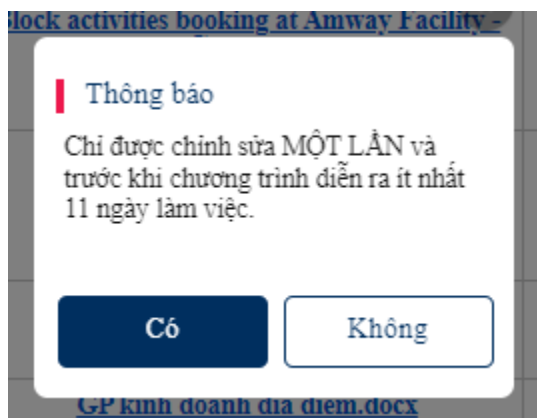 Block activities booking at Amway Facility -
Thông báo
Chỉ được chỉnh sửa MỘT LẦN và
trước khi chương trình diễn ra ít nhất
11 ngày làm việc.
Có
Không
GP kinh doanh dia diem.docx